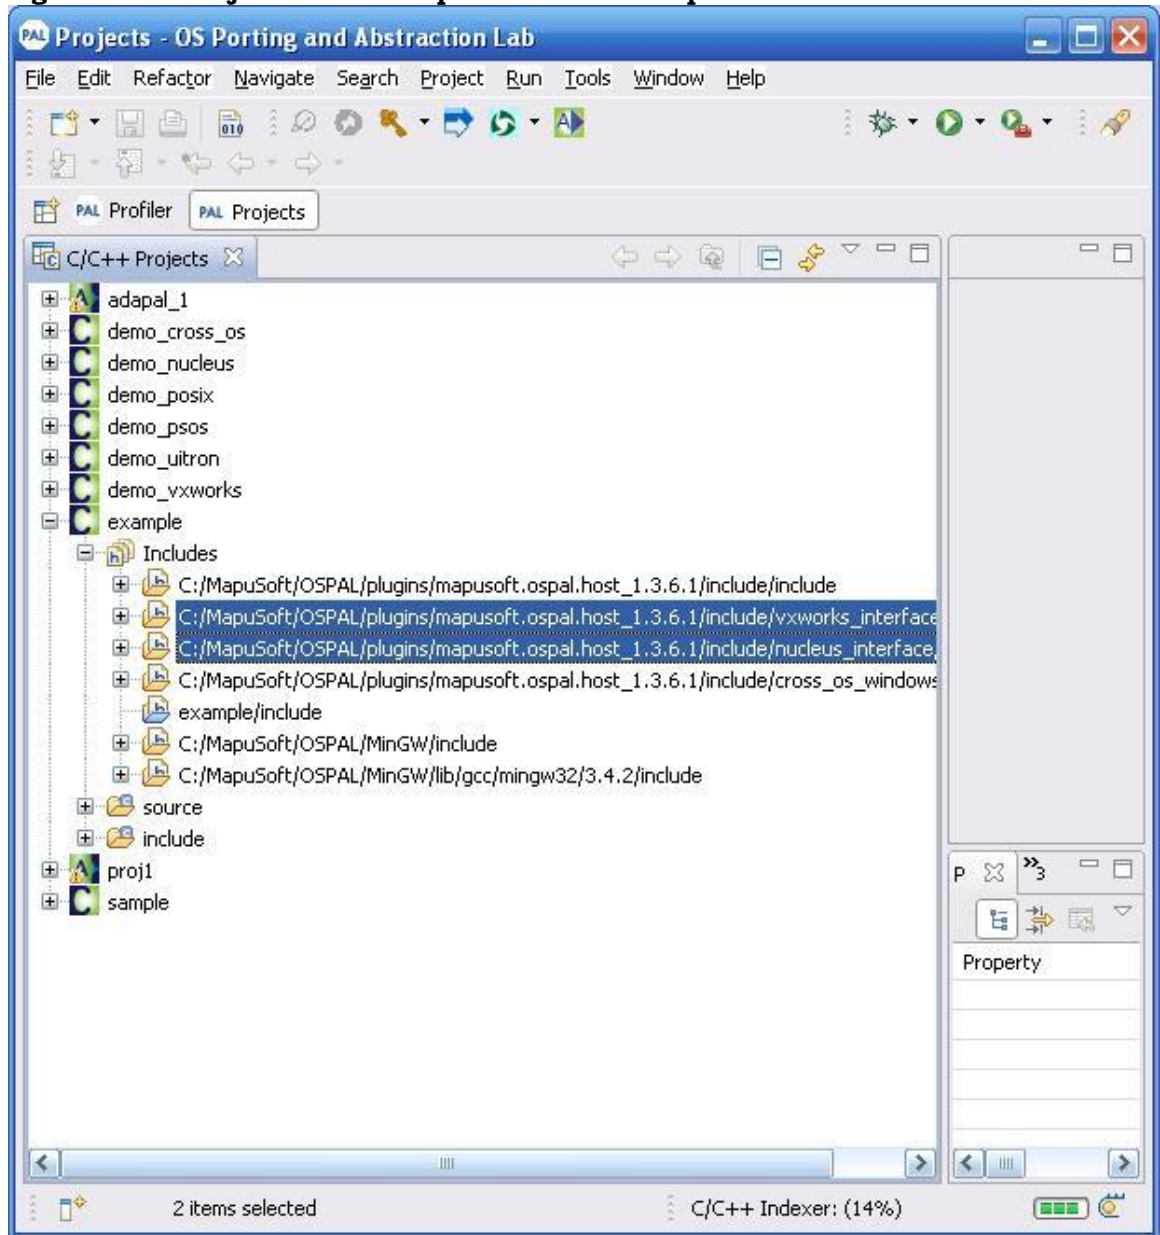 Projects - OS Porting and Abstraction Lab
File Edit Refactor Navigate Search Project Run Tools Window Help
010
PAL Profiler PAL Projects
C/C++ Projects
adapal_1
demo_cross_os
demo_nucleus
demo_posix
demo_psos
demo_uitron
demo_vxworks
example
Includes
C:/MapuSoft/OSPAL/plugins/mapusoft.ospal.host_1.3.6.1/include/include
C:/MapuSoft/OSPAL/plugins/mapusoft.ospal.host_1.3.6.1/include/vxworks_interface
C:/MapuSoft/OSPAL/plugins/mapusoft.ospal.host_1.3.6.1/include/nucleus_interface/
C:/MapuSoft/OSPAL/plugins/mapusoft.ospal.host_1.3.6.1/include/cross_os_windows
example/include
C:/MapuSoft/OSPAL/MinGW/include
C:/MapuSoft/OSPAL/MinGW/lib/gcc/mingw32/3.4.2/include
source
include
proj1
sample
P 3
Property
2 items selected C/C++ Indexer: (14%)